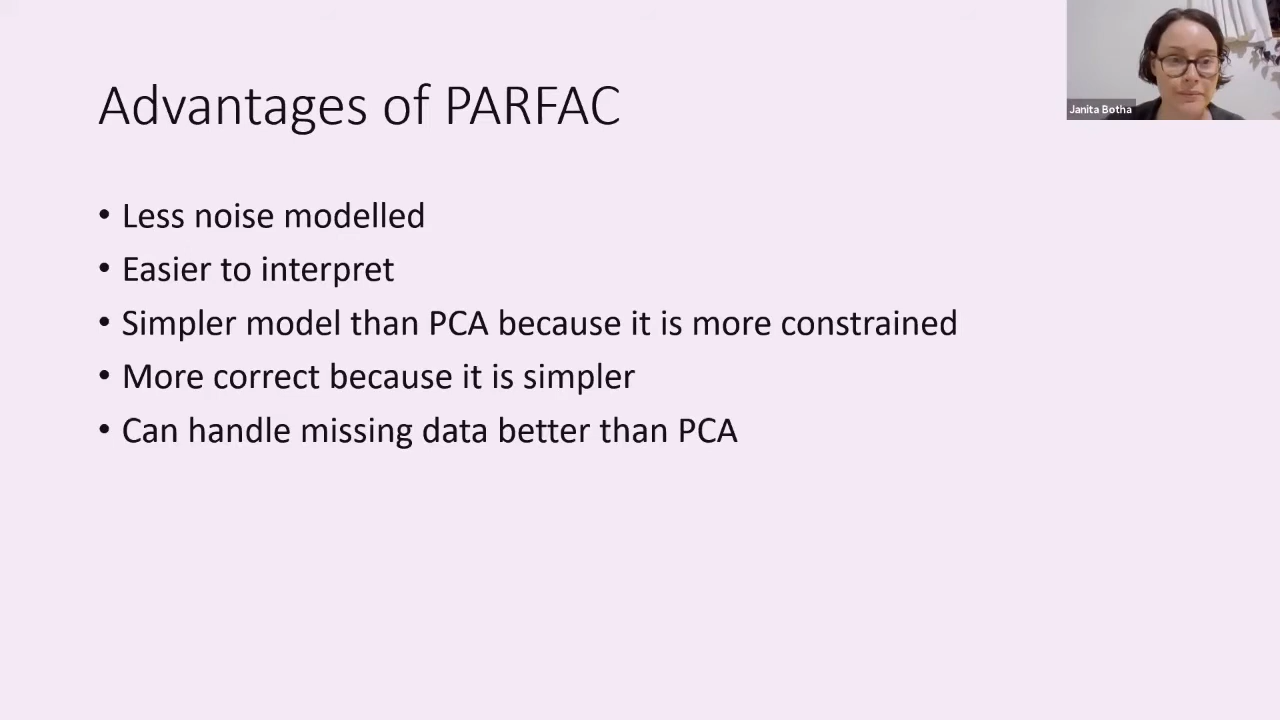 Advantages of PARFAC
Janita Botha
• Less noise modelled
• Easier to interpret
• Simpler model than PCA because it is more constrained
• More correct because it is simpler
• Can handle missing data better than PCA